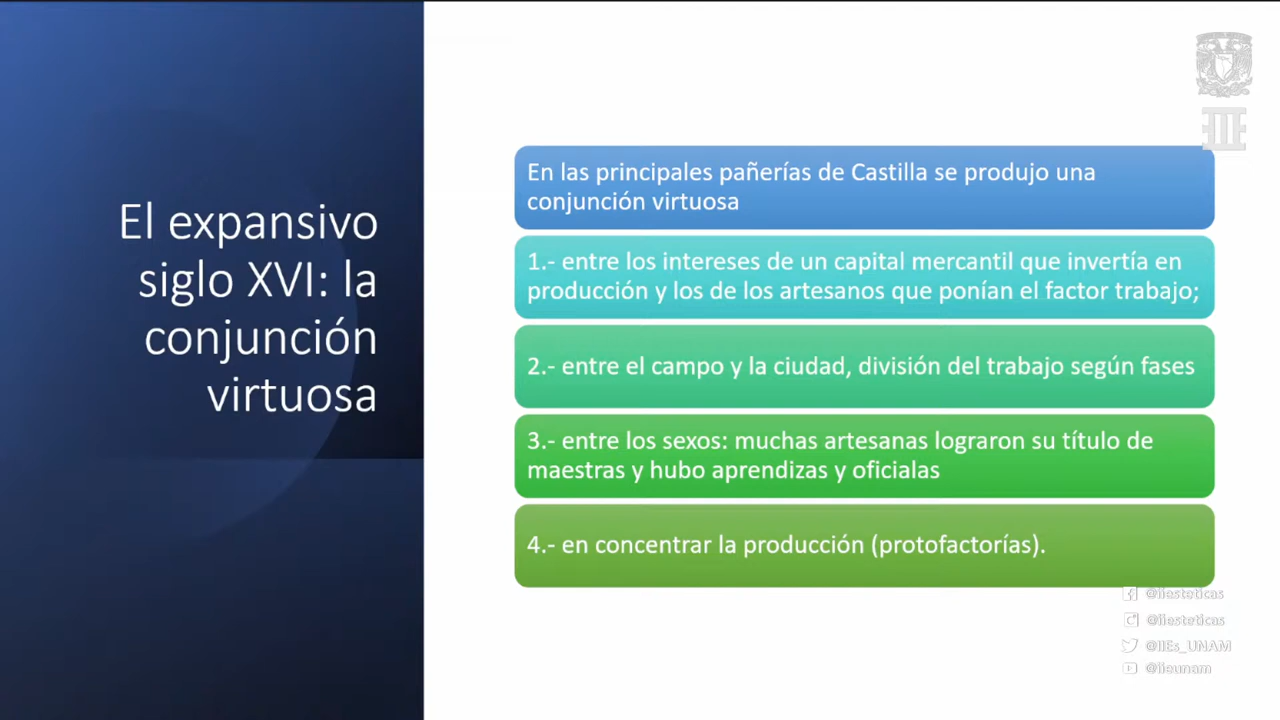 El expansivo
siglo XVI: la
conjunción
virtuosa
En las principales pañerías de Castilla se produjo una
conjunción virtuosa
1.- entre los intereses de un capital mercantil que invertía en
producción y los de los artesanos que ponían el factor trabajo;
2.- entre el campo y la ciudad, división del trabajo según fases
3.- entre los sexos: muchas artesanas lograron su título de
maestras y hubo aprendizas y oficialas
4.- en concentrar la producción (protofactorías).
@iiesteticas
@iiesteticas
@IIEs_UNAM
@iieunam